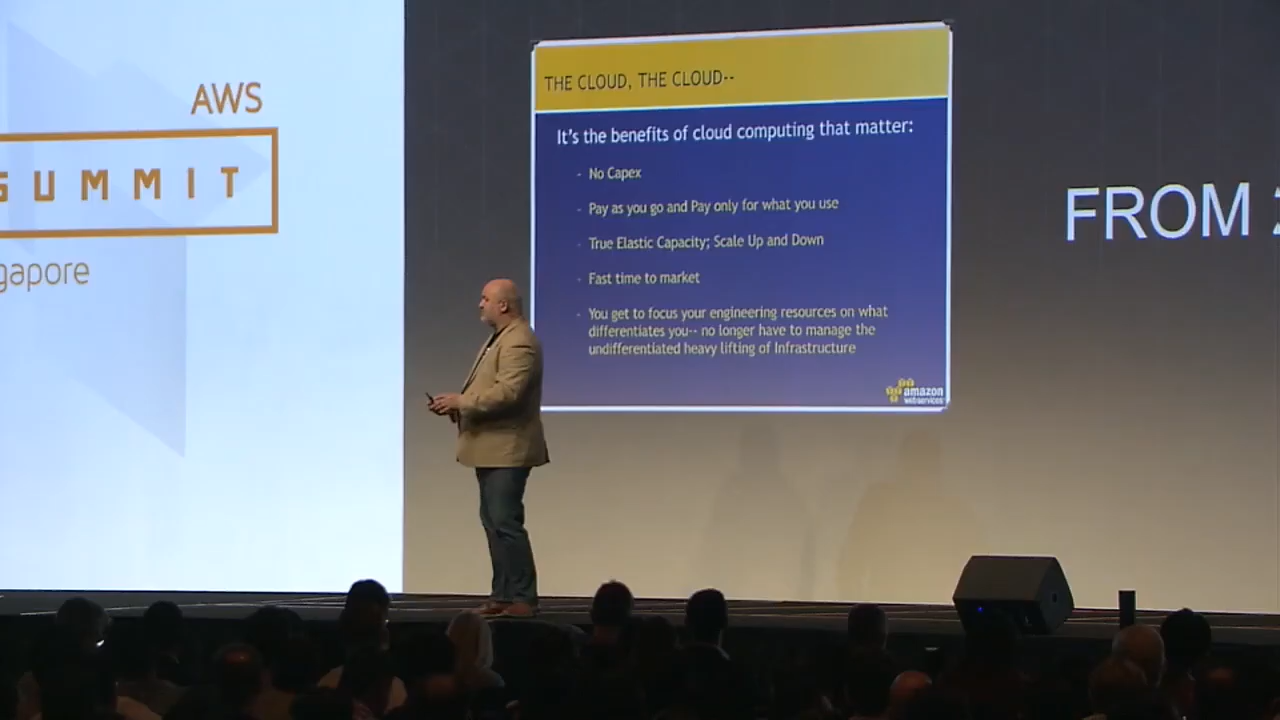 AWS
SUMMIT
gapore
THE CLOUD, THE CLOUD--
It's the benefits of cloud computing that matter:
- No Capex
- Pay as you go and Pay only for what you use
- True Elastic Capacity; Scale Up and Down
- Fast time to market
- You get to focus your engineering resources on what
differentiates you-- no longer have to manage the
undifferentiated heavy lifting of Infrastructure
amazon
webservices
FROM